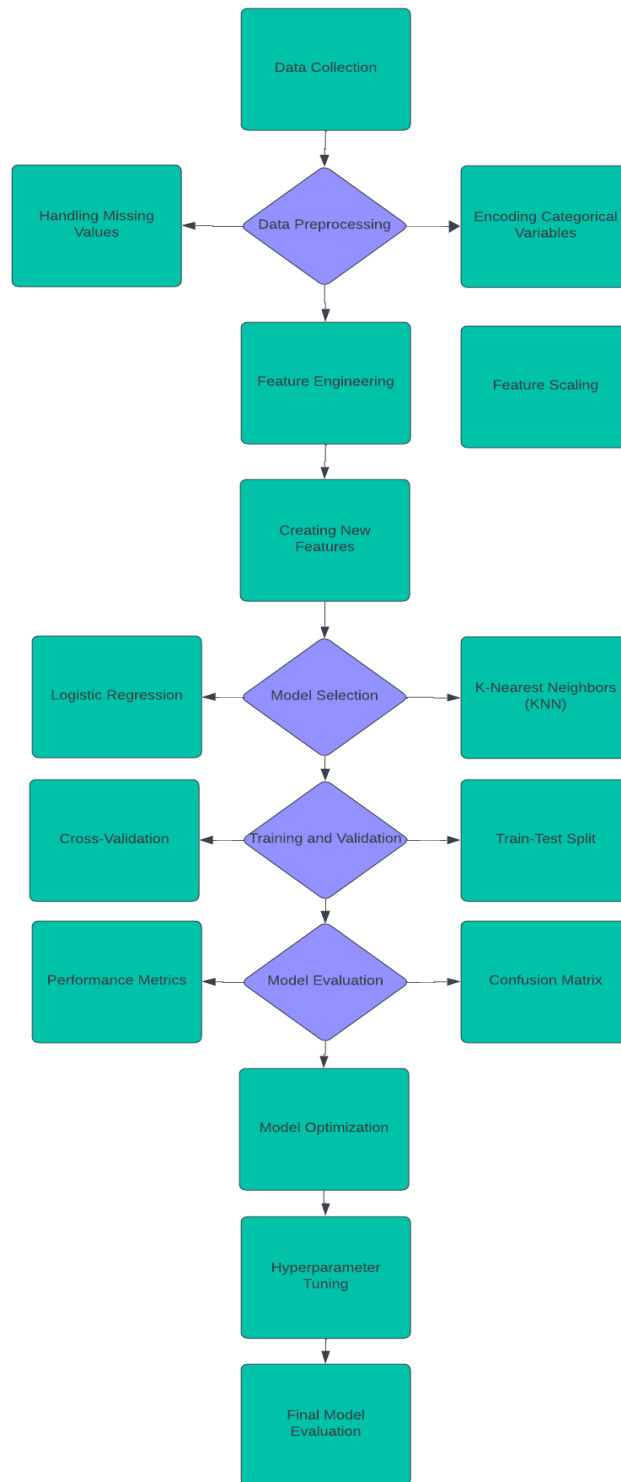 Data Collection
Handling Missing
Values
Data Preprocessing
Encoding Categorical
Variables
Feature Engineering
Feature Scaling
Creating New
Features
Logistic Regression
Model Selection
K-Nearest Neighbors
(KNN)
Cross-Validation
Training and Validation
Train-Test Split
Performance Metrics
Model Evaluation
Confusion Matrix
Model Optimization
Hyperparameter
Tuning
Final Model
Evaluation